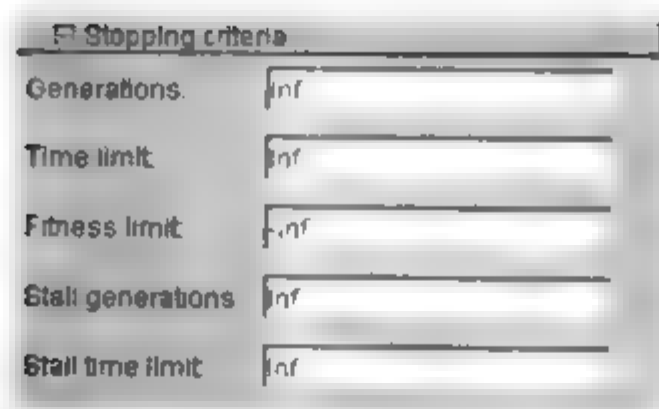 Stopping criteria
Generations: Inf
Time limit: Inf
Fitness limit: -Inf
Stall generations Inf
Stall time limit: Inf